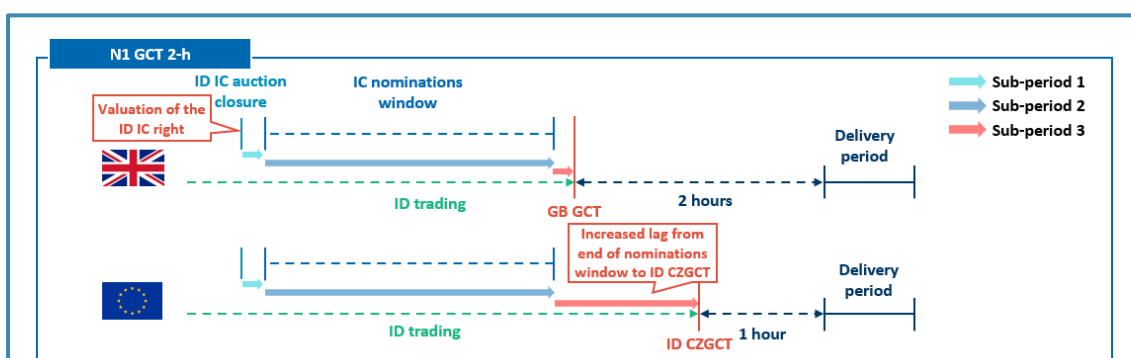 N1 GCT 2-h
ID IC auction
closure
IC nominations
window
Sub-period 1
Sub-period 2
Sub-period 3
Valuation of the
ID IC right
Delivery
period
ID trading
GB GCT
2 hours
Increased lag from
end of nominations
window to ID CZGCT
Delivery
period
ID trading
1 hour
ID CZGCT